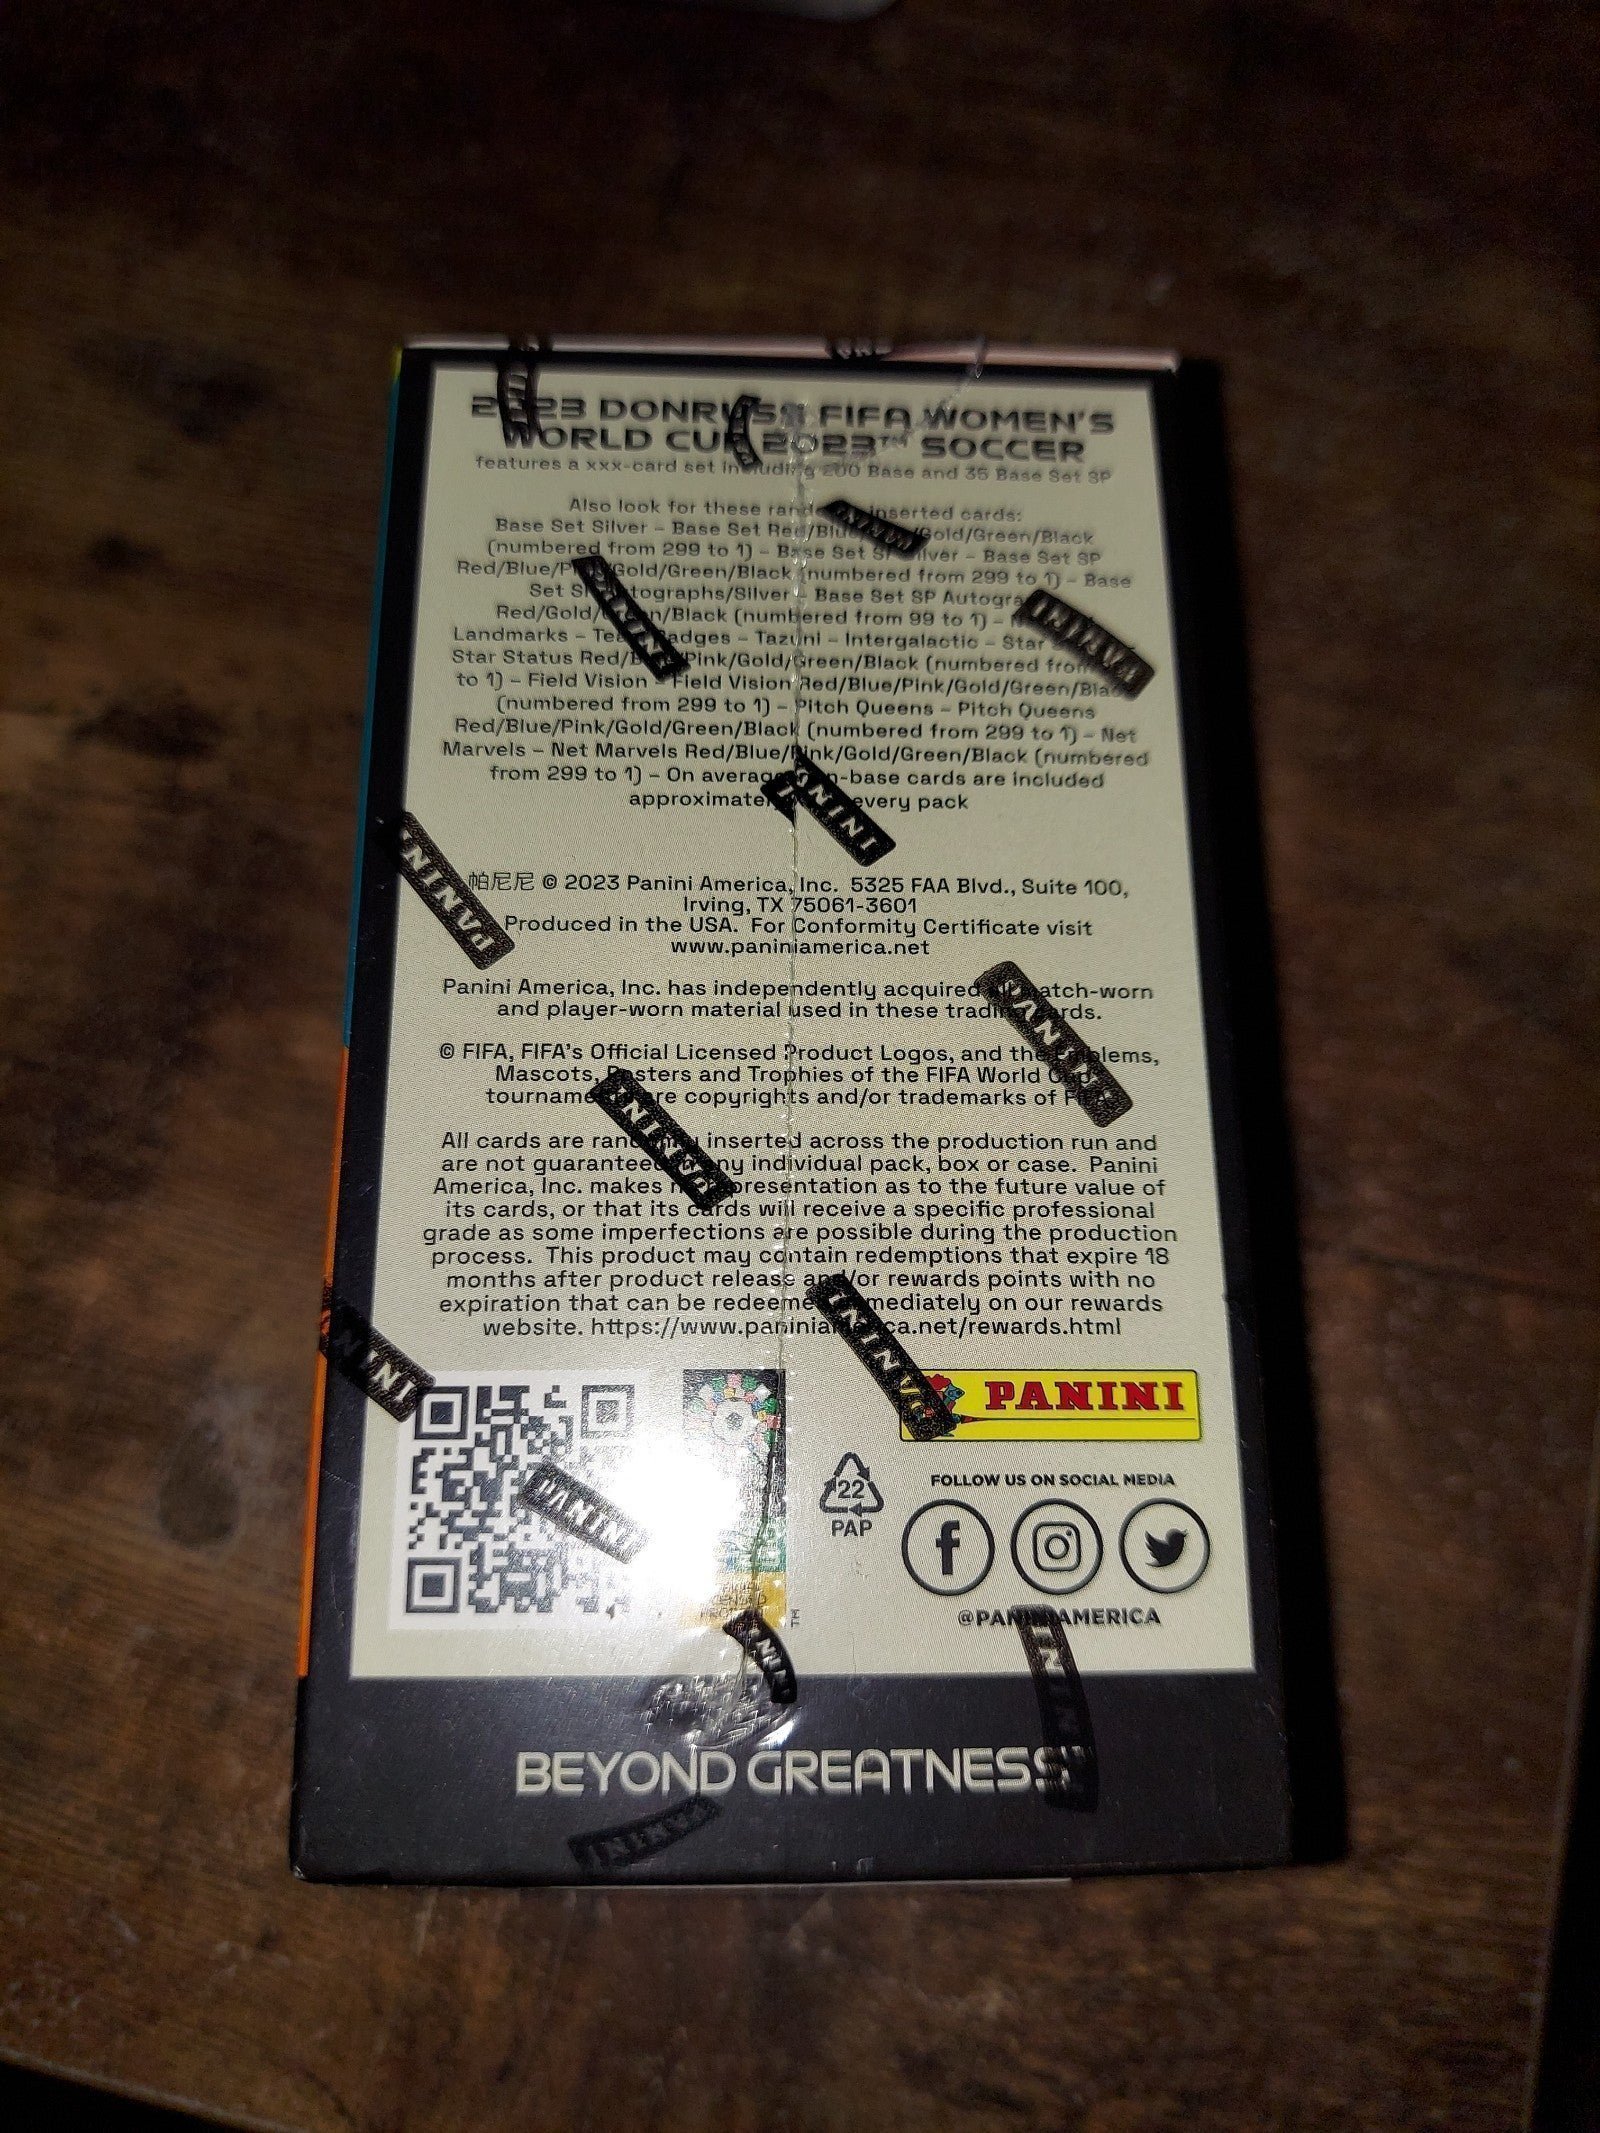 2023 DONRUSS FIFA WOMEN'S
WORLD CUP 2023™ SOCCER
features a xxx-card set including 200 Base and 35 Base Set SP
Also look for these inserted cards:
Base Set Silver – Base Set Red/Blue/ /Gold/Green/Black
(numbered from 299 to 1) – Base Set SP Silver – Base Set SP
Red/Blue/Pink/Gold/Green/Black (numbered from 299 to 1) – Base
Set SP Autographs/Silver – Base Set SP
Red/Gold/Green/Black (numbered from 99 to 1) –
Landmarks – Team Badges – Tazuni – Intergalactic – Star
Star Status Red/Blue/Pink/Gold/Green/Black (numbered from
to 1) – Field Vision – Field Vision Red/Blue/Pink/Gold/Green/Black
(numbered from 299 to 1) – Pitch Queens – Pitch Queens
Red/Blue/Pink/Gold/Green/Black (numbered from 299 to 1) – Net
Marvels – Net Marvels Red/Blue/Pink/Gold/Green/Black (numbered
from 299 to 1) – On average, -base cards are included
approximately every pack
帕尼尼 © 2023 Panini America, Inc. 5325 FAA Blvd., Suite 100,
Irving, TX 75061-3601
Produced in the USA. For Conformity Certificate visit
www.paniniamerica.net
Panini America, Inc. has independently acquired all match-worn
and player-worn material used in these trading cards.
© FIFA, FIFA's Official Licensed Product Logos, and the Emblems,
Mascots, Posters and Trophies of the FIFA World Cup
tournaments are copyrights and/or trademarks of FIFA.
All cards are randomly inserted across the production run and
are not guaranteed in any individual pack, box or case. Panini
America, Inc. makes no representation as to the future value of
its cards, or that its cards will receive a specific professional
grade as some imperfections are possible during the production
process. This product may contain redemptions that expire 18
months after product release and/or rewards points with no
expiration that can be redeemed immediately on our rewards
website. https://www.paniniamerica.net/rewards.html
PANINI
22
PAP
FOLLOW US ON SOCIAL MEDIA
@PANINIAMERICA
TM
BEYOND GREATNESS
PANINI
PANINI
PANINI
PANINI
PANINI
PANINI
PANINI
PANINI
PANINI